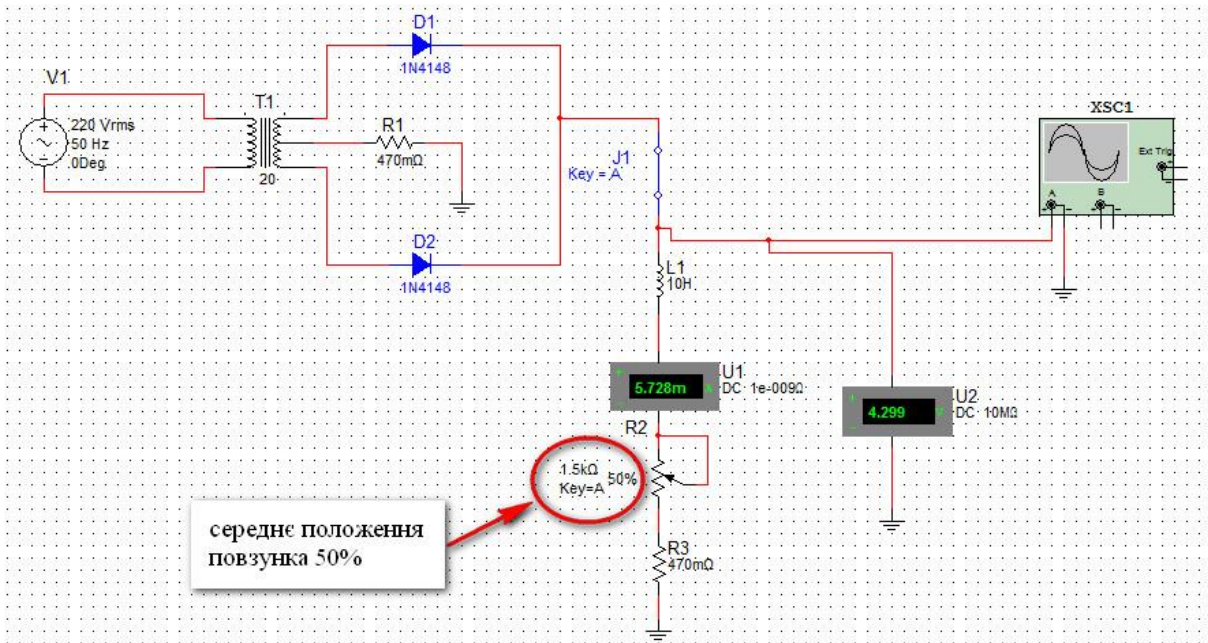 V1
220 Vrms
50 Hz
0Deg
T1
20
D1
1N4148
R1
470mΩ
D2
1N4148
J1
Key = A
XSC1
Ext Trig
A
B
L1
10H
U1
5.728m
A
DC 1e-009Ω
U2
4.299
V
DC 10MΩ
R2
1.5kΩ
50%
Key=A
R3
470mΩ
середнє положення
повзунка 50%